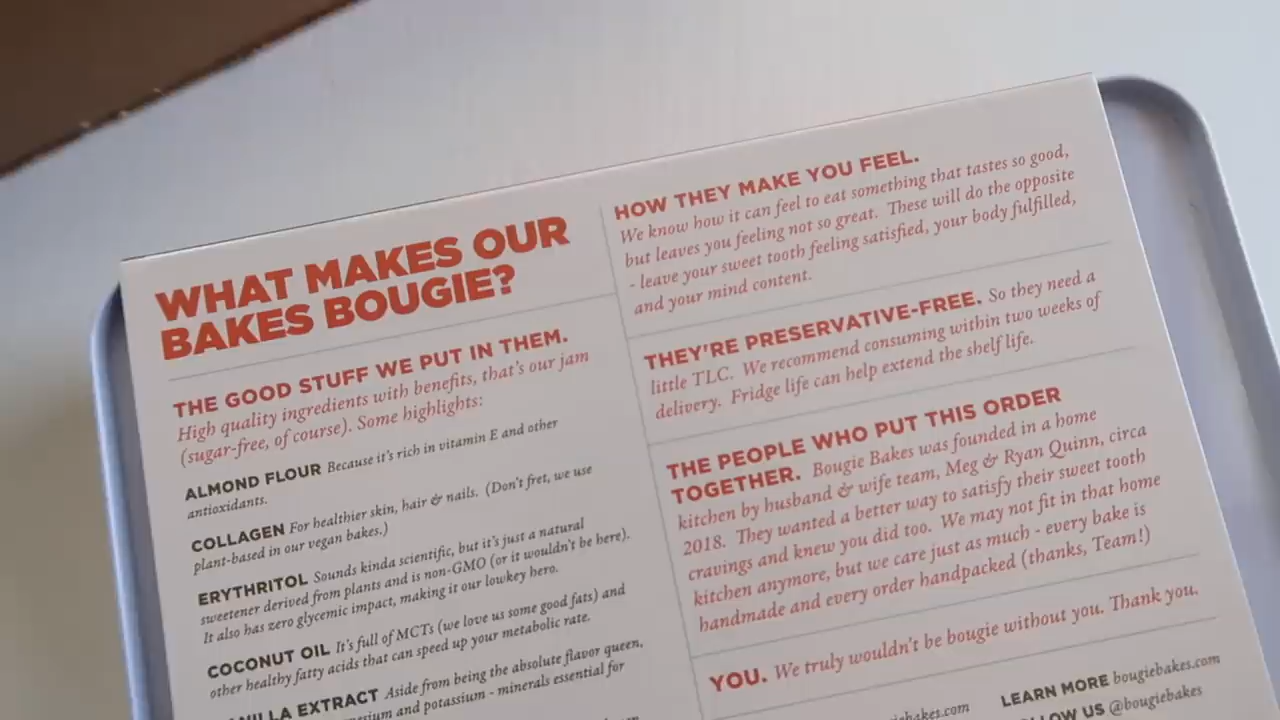 WHAT MAKES OUR
BAKES BOUGIE?
THE GOOD STUFF WE PUT IN THEM.
High quality ingredients with benefits, that's our jam
(sugar-free, of course). Some highlights:
ALMOND FLOUR Because it's rich in vitamin E and other
antioxidants.
COLLAGEN For healthier skin, hair & nails. (Don't fret, we use
plant-based in our vegan bakes.)
ERYTHRITOL Sounds kinda scientific, but it's just a natural
sweetener derived from plants and is non-GMO (or it wouldn't be here).
It also has zero glycemic impact, making it our lowkey hero.
COCONUT OIL It's full of MCTs (we love us some good fats) and
other healthy fatty acids that can speed up your metabolic rate.
EXTRACT Aside from being the absolute flavor queen,
and potassium - minerals essential for
HOW THEY MAKE YOU FEEL.
We know how it can feel to eat something that tastes so good,
but leaves you feeling not so great. These will do the opposite
- leave your sweet tooth feeling satisfied, your body fulfilled,
and your mind content.
THEY'RE PRESERVATIVE-FREE. So they need a
little TLC. We recommend consuming within two weeks of
delivery. Fridge life can help extend the shelf life.
THE PEOPLE WHO PUT THIS ORDER
TOGETHER. Bougie Bakes was founded in a home
kitchen by husband & wife team, Meg & Ryan Quinn, circa
2018. They wanted a better way to satisfy their sweet tooth
cravings and knew you did too. We may not fit in that home
kitchen anymore, but we care just as much - every bake is
handmade and every order handpacked (thanks, Team!)
YOU. We truly wouldn't be bougie without you. Thank you.
LEARN MORE bougiebakes.com
US @bougiebakes